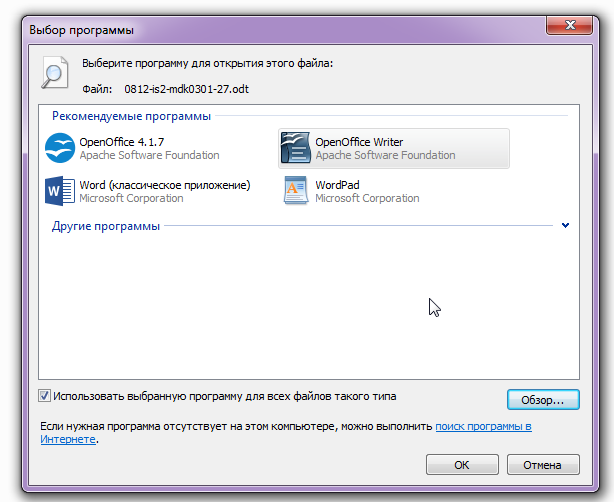 Выбор программы
Выберите программу для открытия этого файла:
Файл: 0812-is2-mdk0301-27.odt
Рекомендуемые программы
OpenOffice 4.1.7
Apache Software Foundation
OpenOffice Writer
Apache Software Foundation
Word (классическое приложение)
Microsoft Corporation
WordPad
Microsoft Corporation
Другие программы
Использовать выбранную программу для всех файлов такого типа
Обзор...
Если нужная программа отсутствует на этом компьютере, можно выполнить поиск программы в
Интернете.
ОК
Отмена